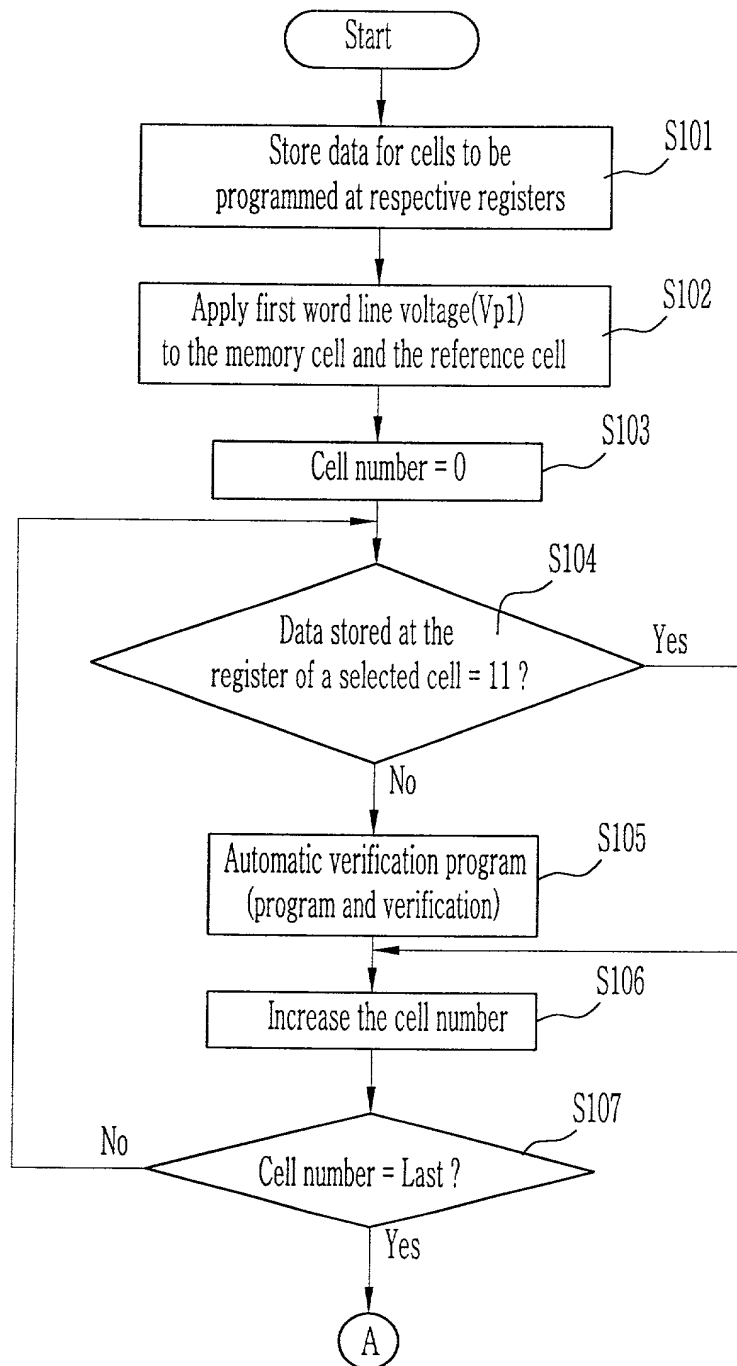 Start
S101
Store data for cells to be
programmed at respective registers
S102
Apply first word line voltage(Vp1)
to the memory cell and the reference cell
S103
Cell number = 0
S104
Data stored at the
register of a selected cell = 11 ?
Yes
No
S105
Automatic verification program
(program and verification)
S106
Increase the cell number
S107
No
Cell number = Last ?
Yes
A